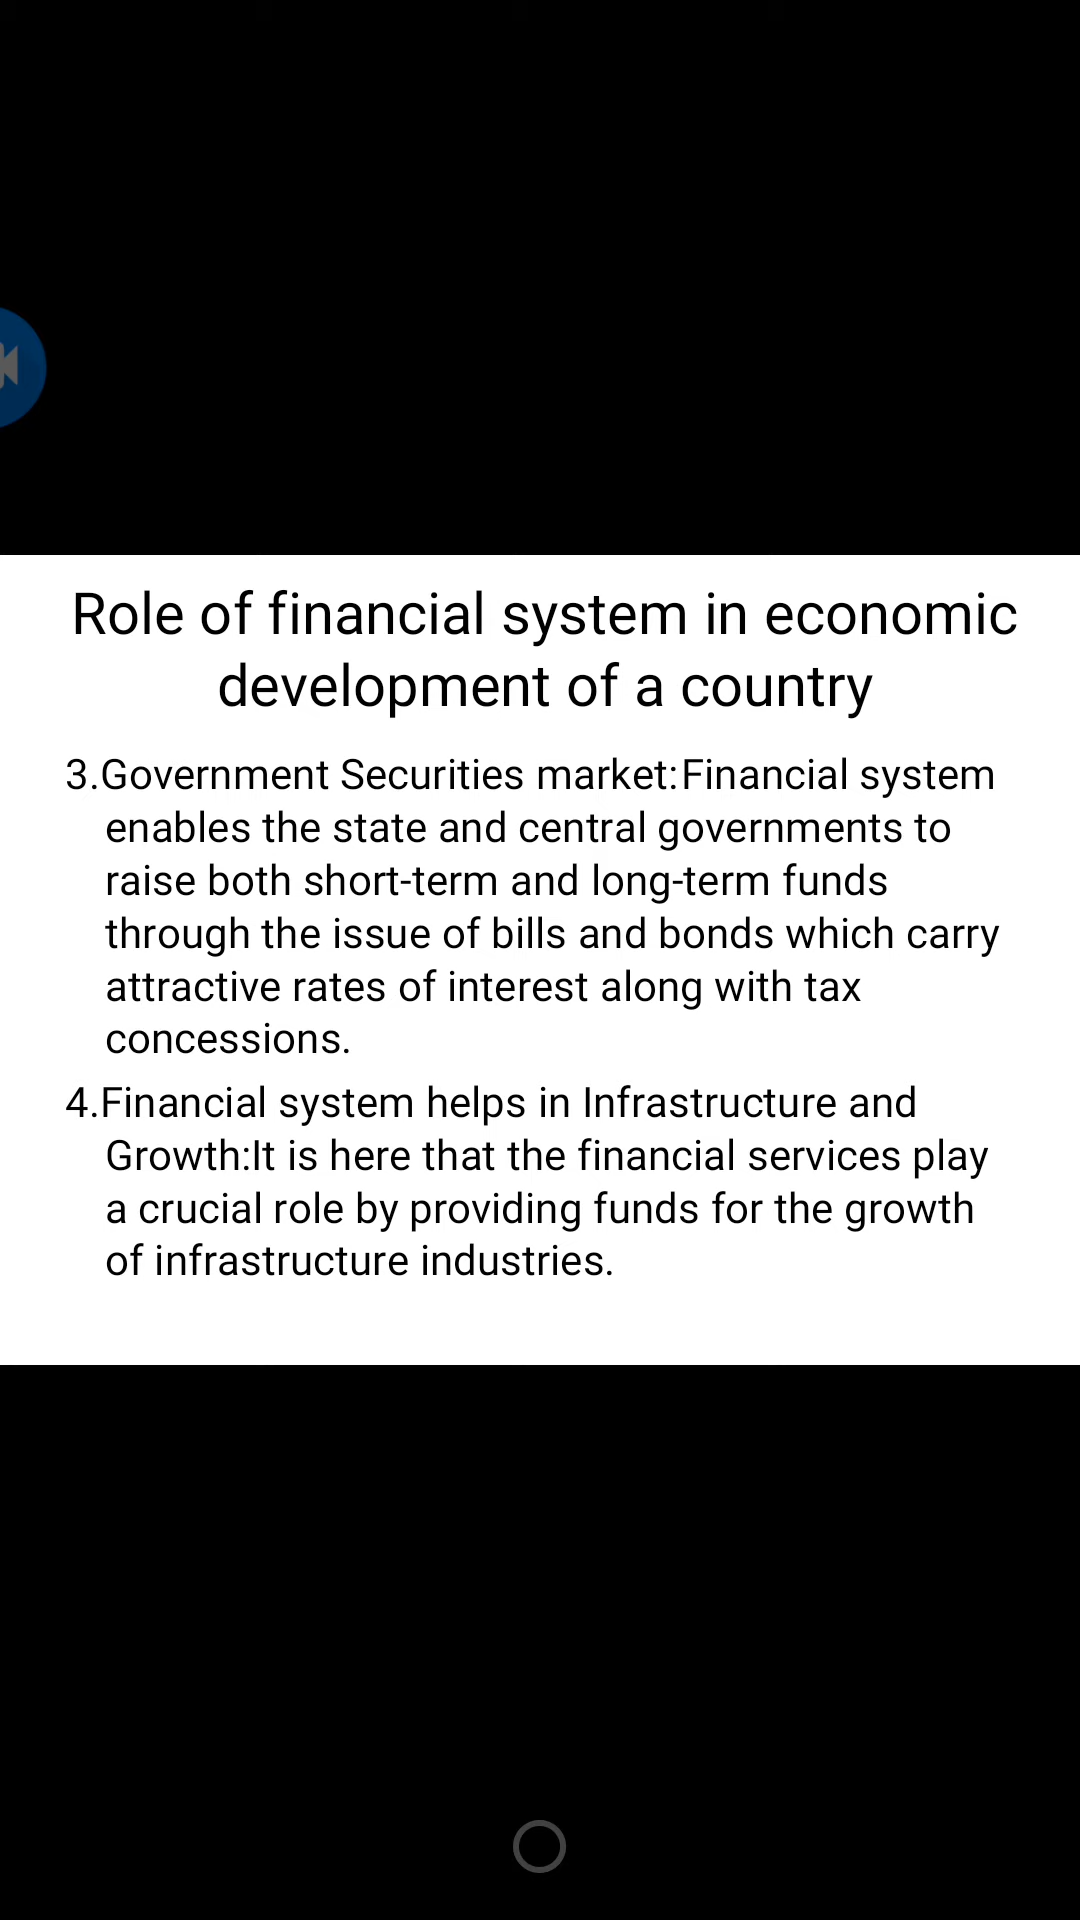 Role of financial system in economic
development of a country
3.Government Securities market:Financial system
enables the state and central governments to
raise both short-term and long-term funds
through the issue of bills and bonds which carry
attractive rates of interest along with tax
concessions.
4.Financial system helps in Infrastructure and
Growth:It is here that the financial services play
a crucial role by providing funds for the growth
of infrastructure industries.